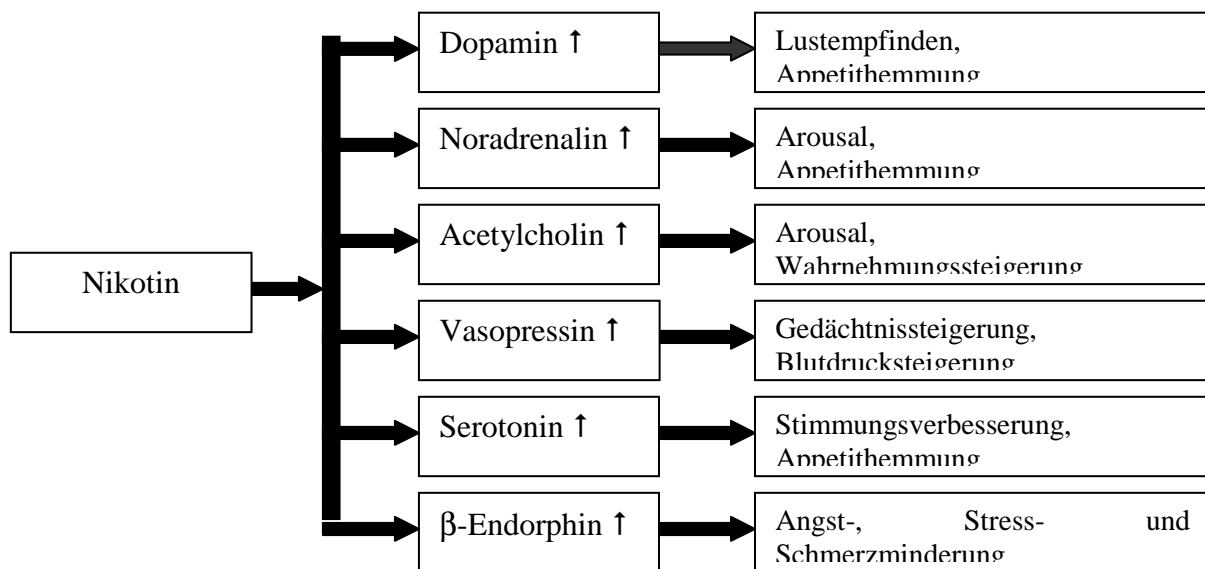 Nikotin
Dopamin ↑
Lustempfinden,
Appetithemmung
Noradrenalin ↑
Arousal,
Appetithemmung
Acetylcholin ↑
Arousal,
Wahrnehmungssteigerung
Vasopressin ↑
Gedächtnissteigerung,
Blutdrucksteigerung
Serotonin ↑
Stimmungsverbesserung,
Appetithemmung
β-Endorphin ↑
Angst-, Stress- und
Schmerzminderung